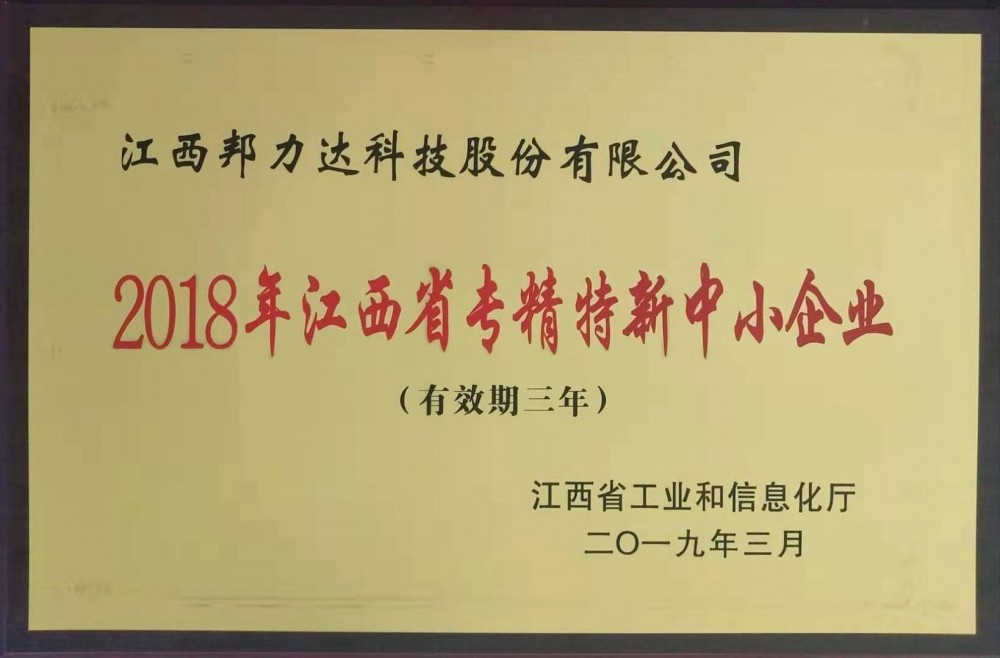 江西邦力达科技股份有限公司
2018年江西省专精特新中小企业
（有效期三年）
江西省工业和信息化厅
二〇一九年三月